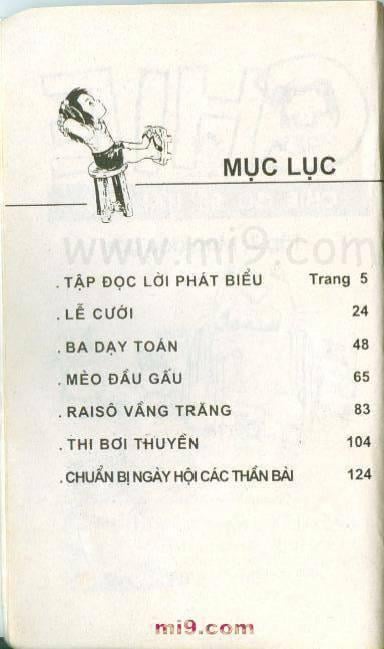 MỤC LỤC
www.mi9.com
. TẬP ĐỌC LỜI PHÁT BIỂU Trang 5
. LỄ CƯỚI 24
. BA DẠY TOÁN 48
. MÈO ĐẦU GẤU 65
. RAISÔ VẦNG TRĂNG 83
. THI BƠI THUYỀN 104
. CHUẨN BỊ NGÀY HỘI CÁC THẦN BÀI 124
mi9.com